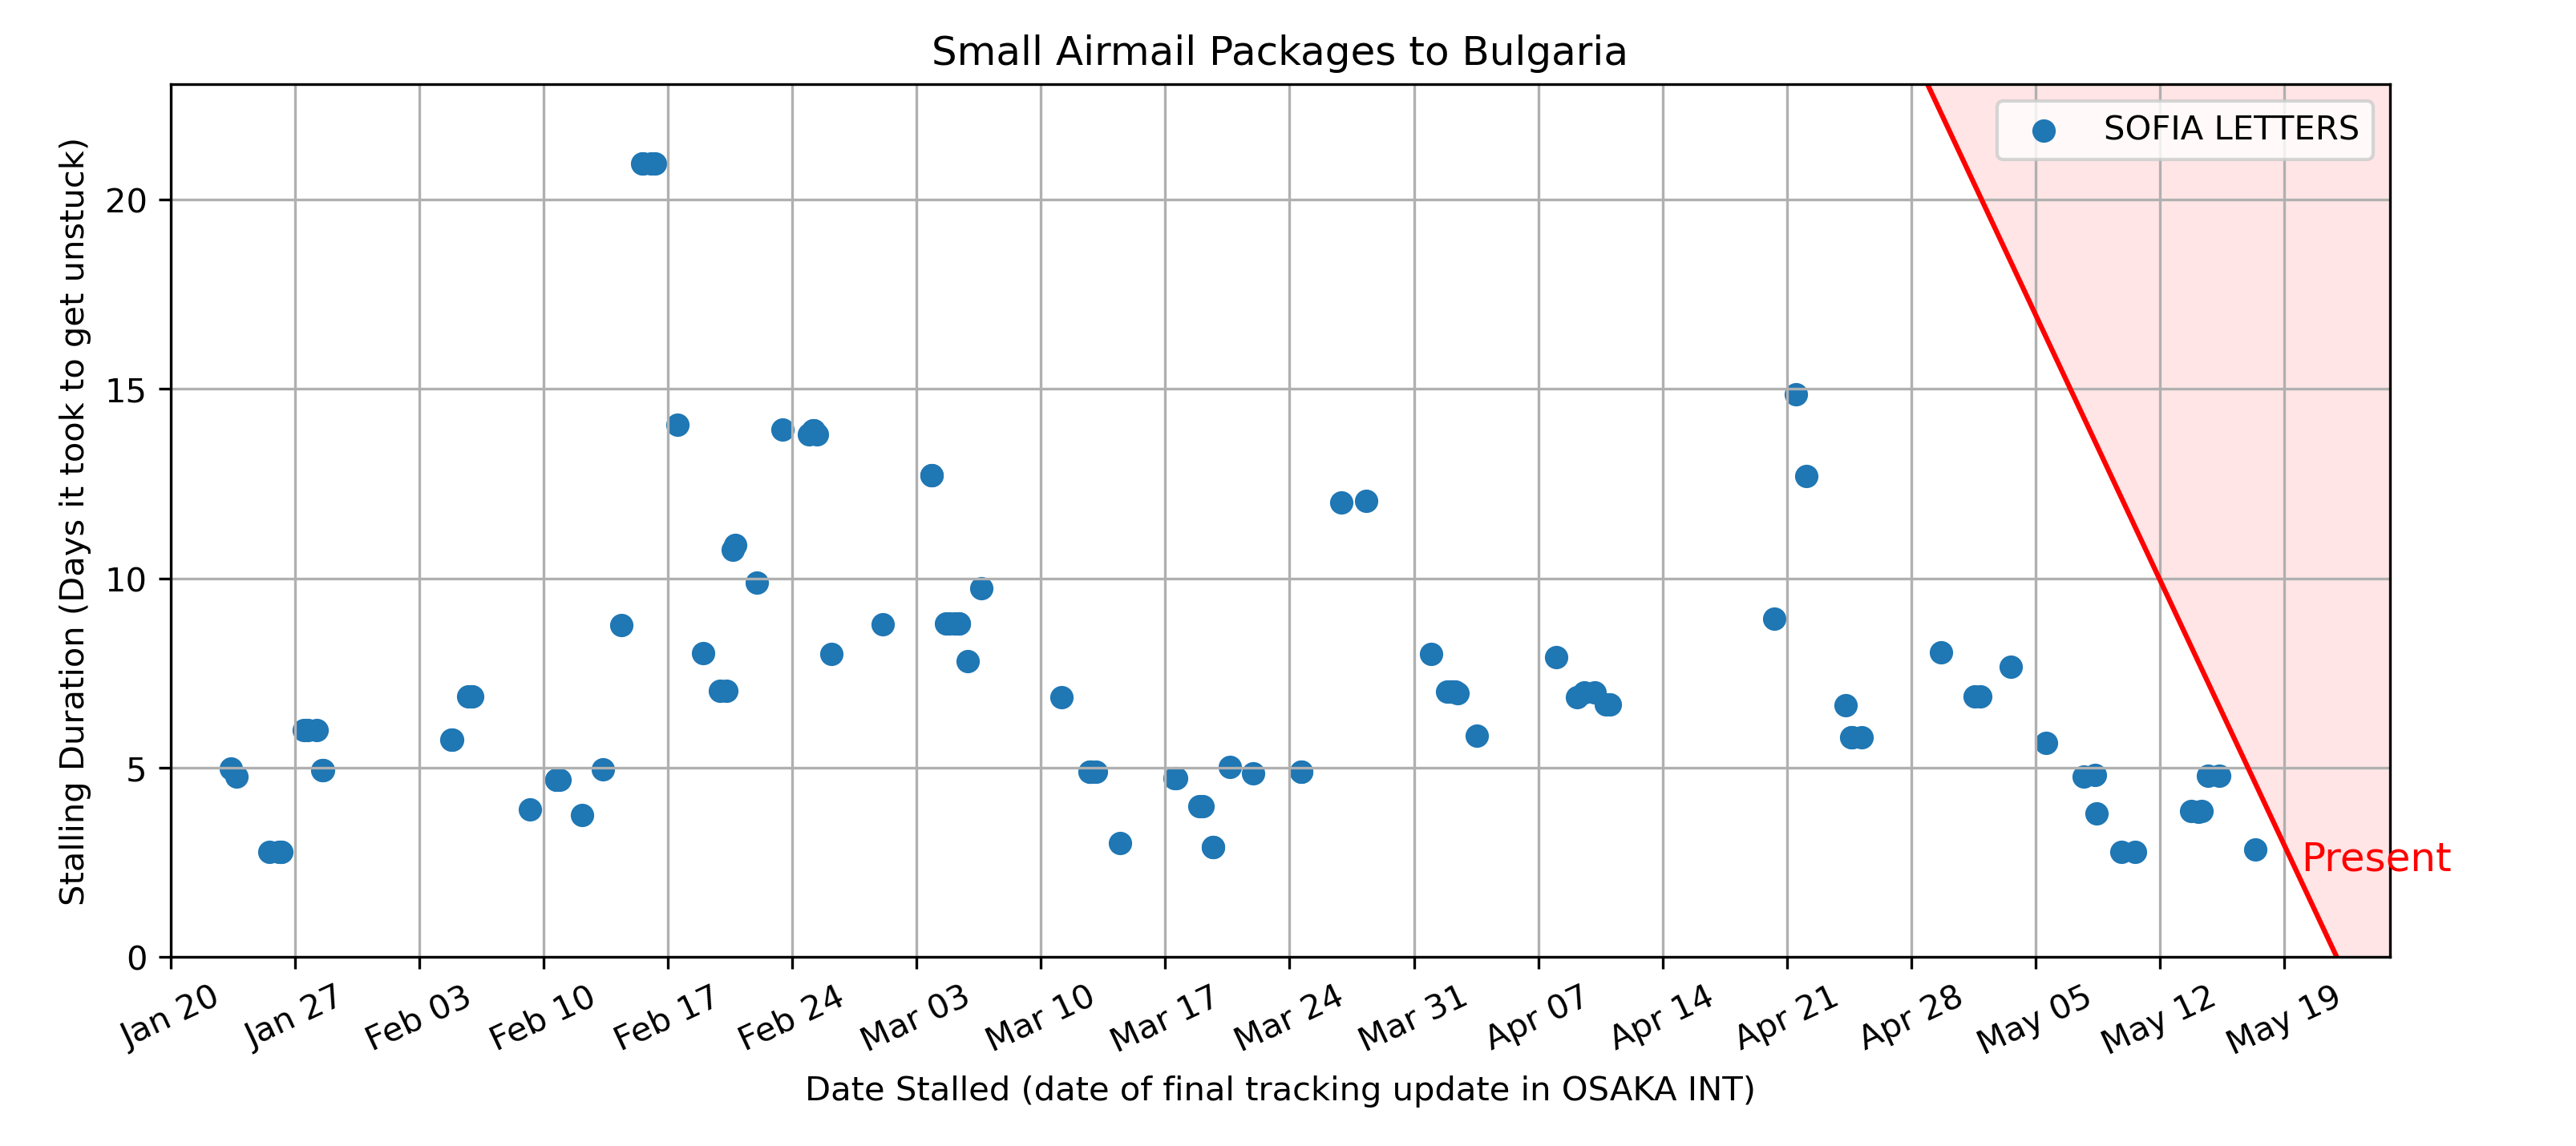 Small Airmail Packages to Bulgaria
SOFIA LETTERS
Stalling Duration (Days it took to get unstuck)
20
15
10
5
0
Present
Jan 20
Jan 27
Feb 03
Feb 10
Feb 17
Feb 24
Mar 03
Mar 10
Mar 17
Mar 24
Mar 31
Apr 07
Apr 14
Apr 21
Apr 28
May 05
May 12
May 19
Date Stalled (date of final tracking update in OSAKA INT)